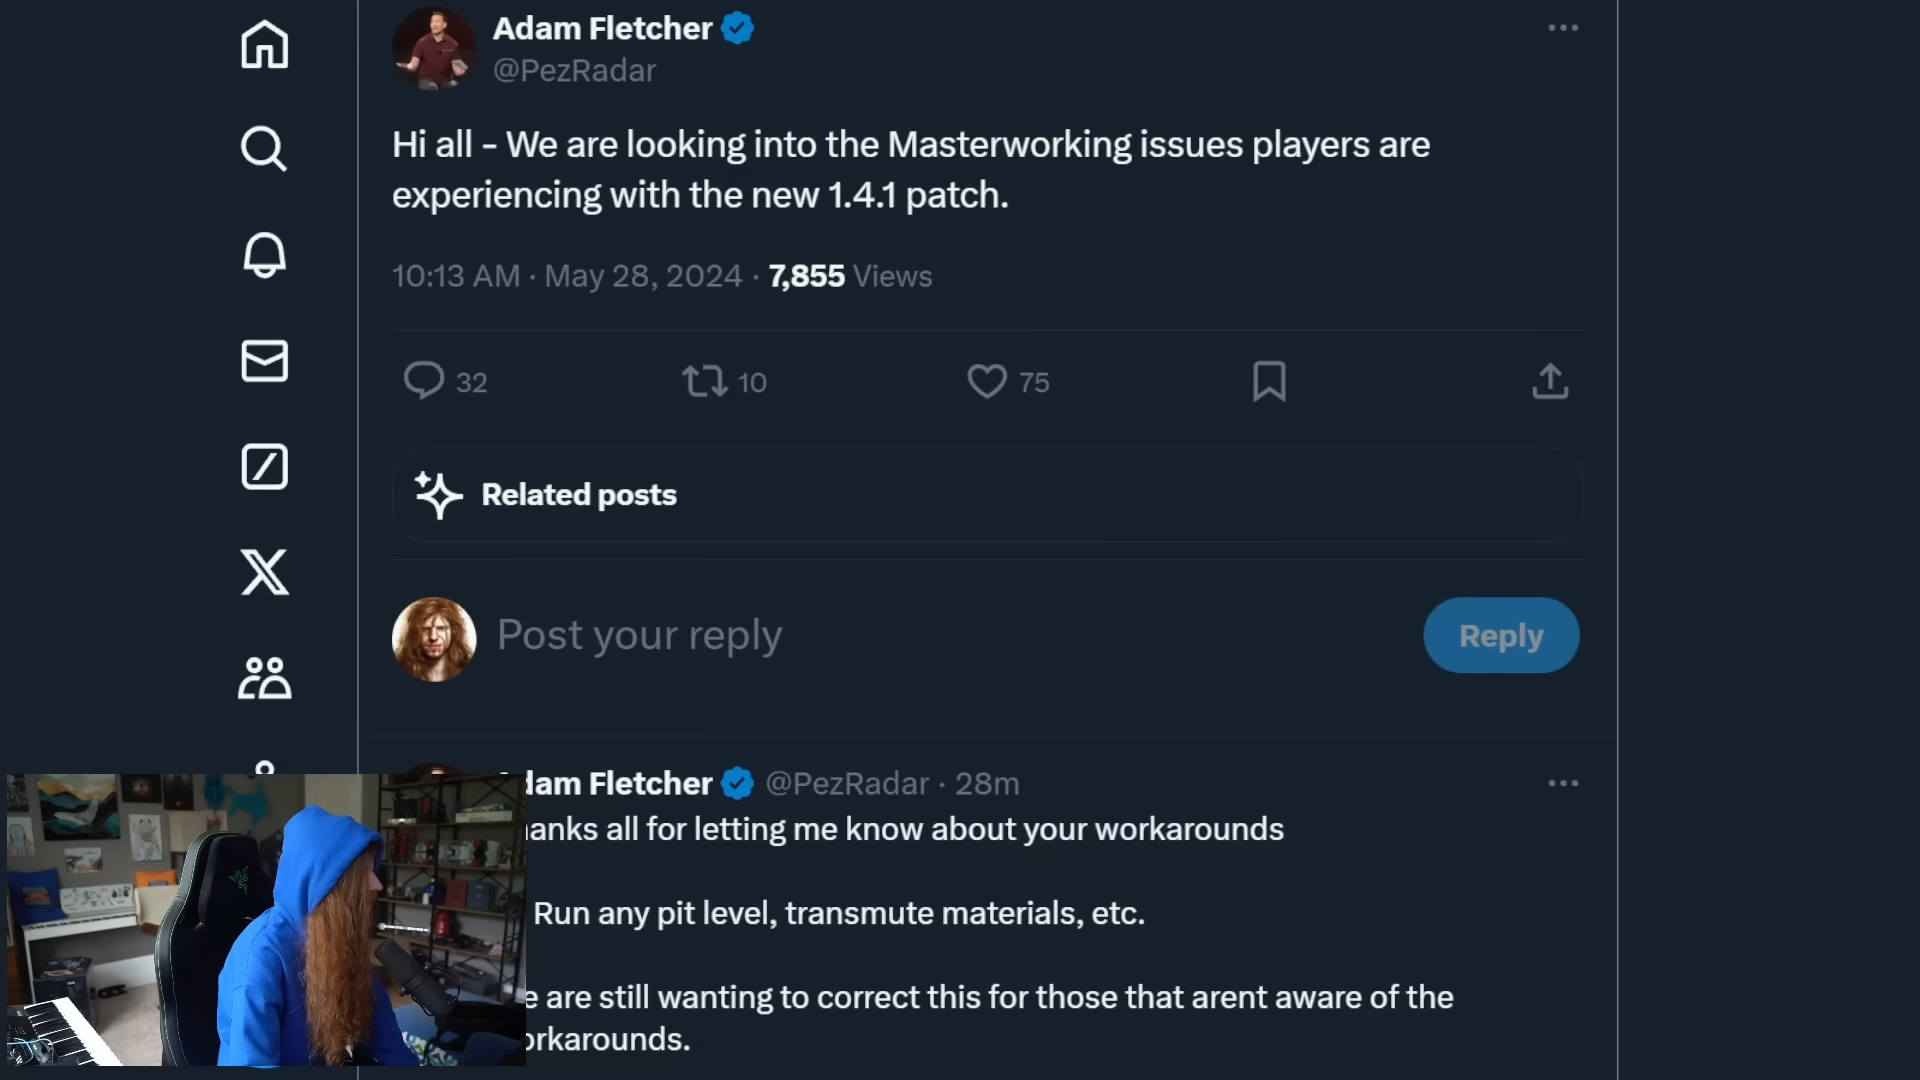 Adam Fletcher
@PezRadar
Hi all - We are looking into the Masterworking issues players are
experiencing with the new 1.4.1 patch.
10:13 AM · May 28, 2024 · 7,855 Views
32 10 75
Related posts
Post your reply
Reply
dam Fletcher @PezRadar · 28m
anks all for letting me know about your workarounds
Run any pit level, transmute materials, etc.
e are still wanting to correct this for those that arent aware of the
orkarounds.